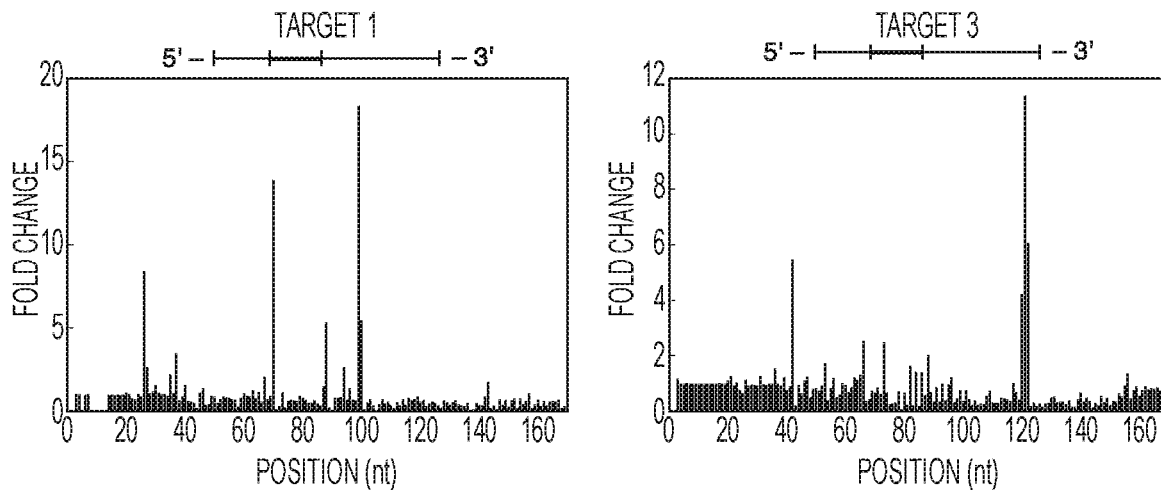 TARGET 1
5' – – 3'
FOLD CHANGE
20
15
10
5
0
0 20 40 60 80 100 120 140 160
POSITION (nt)
TARGET 3
5' – – 3'
FOLD CHANGE
12
10
8
6
4
2
0
0 20 40 60 80 100 120 140 160
POSITION (nt)